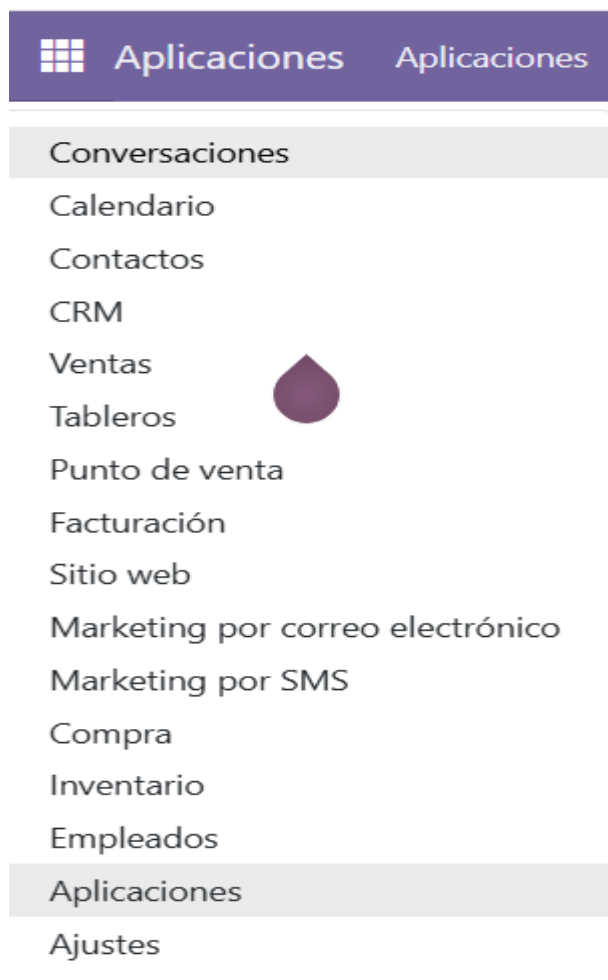 Aplicaciones Aplicaciones
Conversaciones
Calendario
Contactos
CRM
Ventas
Tableros
Punto de venta
Facturación
Sitio web
Marketing por correo electrónico
Marketing por SMS
Compra
Inventario
Empleados
Aplicaciones
Ajustes